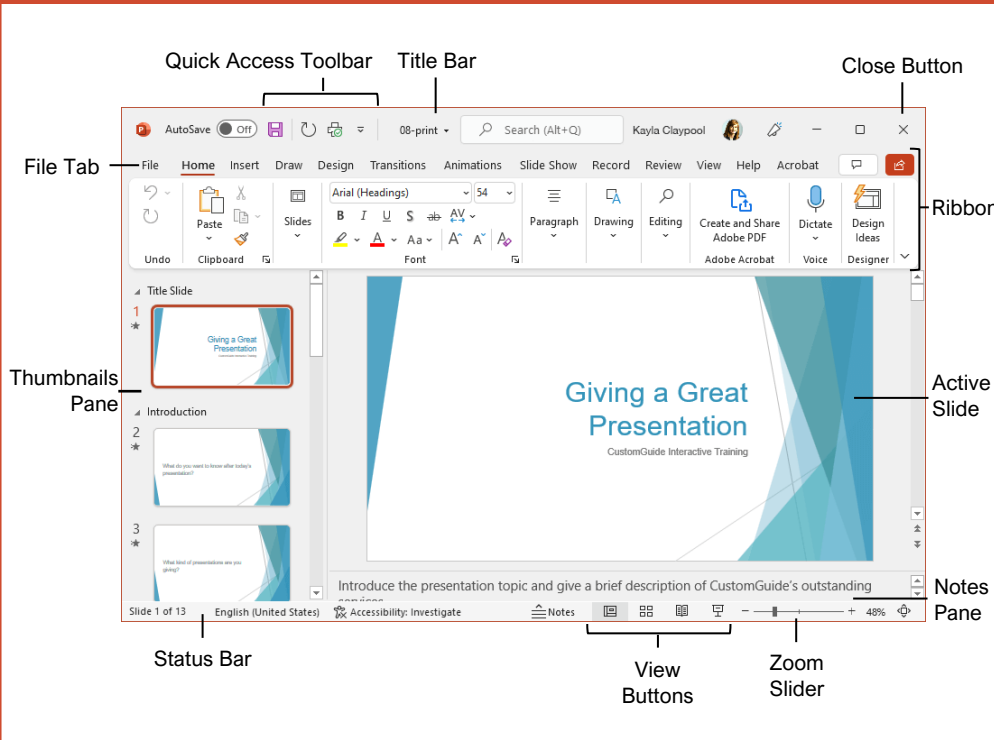 Quick Access Toolbar
Title Bar
Close Button
AutoSave Off
08-print
Search (Alt+Q)
Kayla Claypool
File Tab
File Home Insert Draw Design Transitions Animations Slide Show Record Review View Help Acrobat
Ribbon
Arial (Headings) 54
B I U S ab AV
A Aa A A A
Paste
Slides
Paragraph
Drawing
Editing
Create and Share
Adobe PDF
Dictate
Design
Ideas
Undo Clipboard Font Adobe Acrobat Voice Designer
Title Slide
1
Giving a Great
Presentation
CustomGuide Interactive Training
Thumbnails
Pane
Introduction
2
What do you want to know after today's
presentation?
3
What kind of presentations are you
giving?
Giving a Great
Presentation
CustomGuide Interactive Training
Active
Slide
Introduce the presentation topic and give a brief description of CustomGuide's outstanding
Notes
Pane
Slide 1 of 13 English (United States) Accessibility: Investigate Notes 48%
Status Bar
View
Buttons
Zoom
Slider